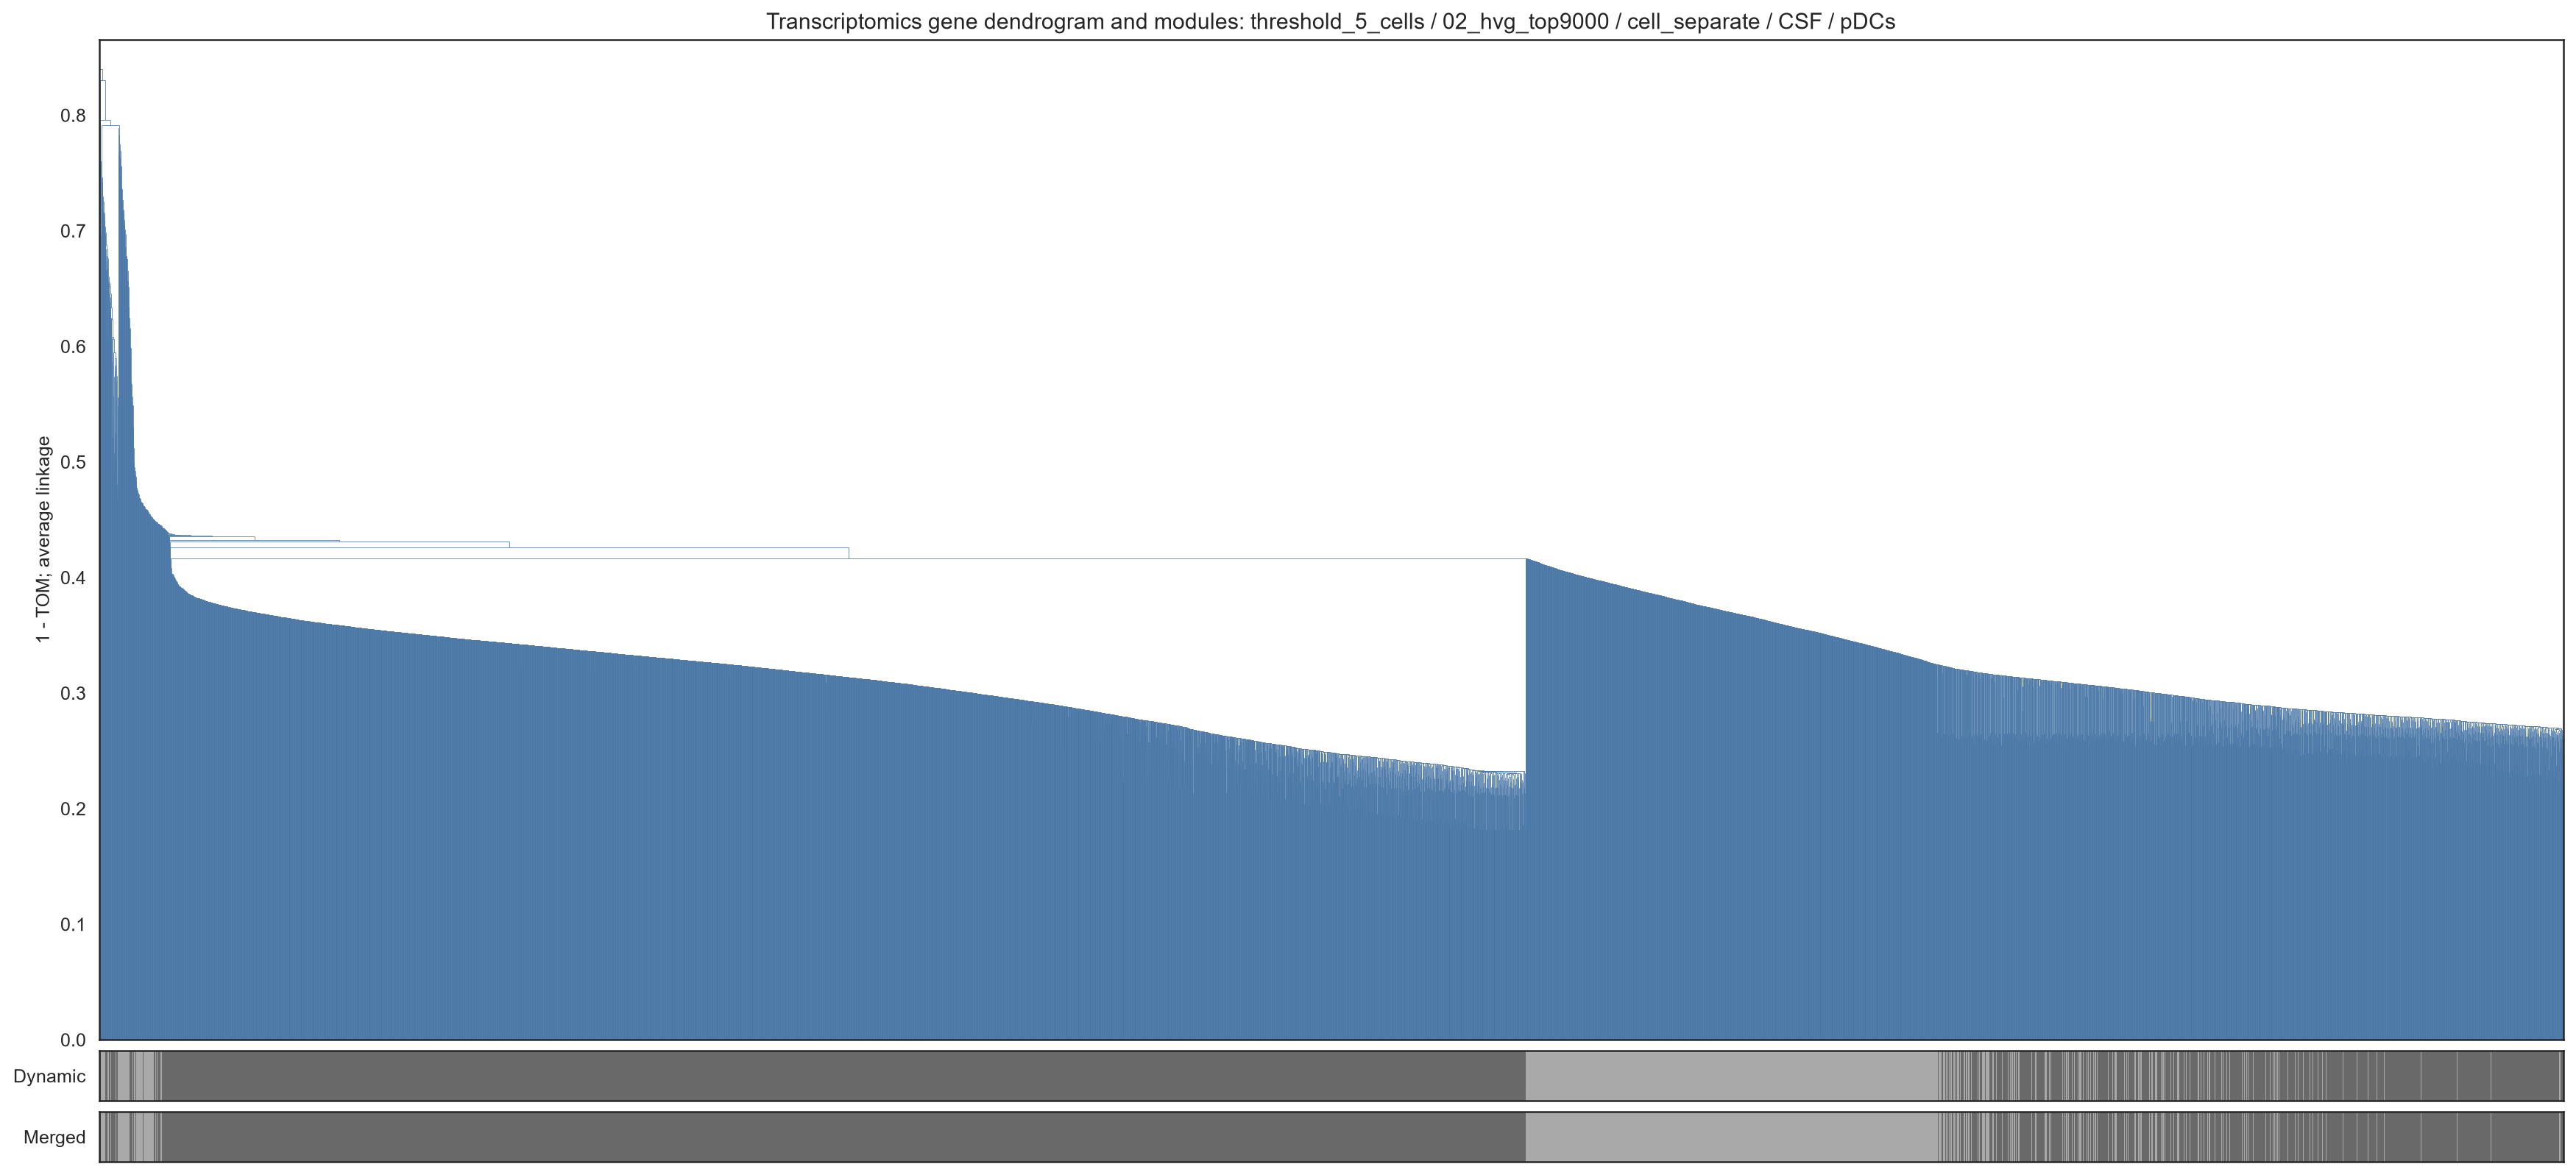 Transcriptomics gene dendrogram and modules: threshold_5_cells / 02_hvg_top9000 / cell_separate / CSF / pDCs
0.8
0.7
0.6
0.5
0.4
0.3
0.2
0.1
0.0
1 - TOM; average linkage
Dynamic
Merged